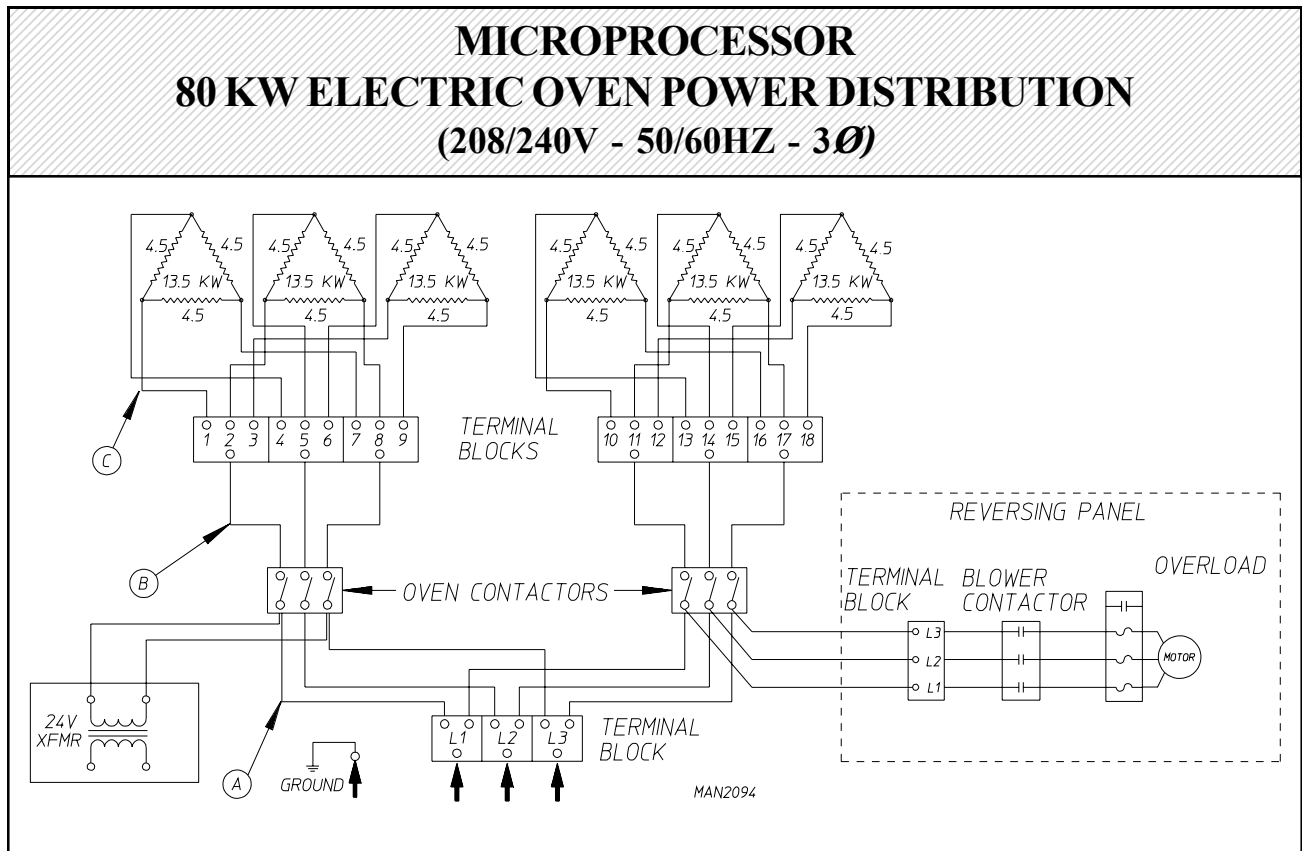 MICROPROCESSOR
80 KW ELECTRIC OVEN POWER DISTRIBUTION
(208/240V - 50/60HZ - 3Ø)
4.5 4.5 4.5 4.5 4.5 4.5 4.5 4.5 4.5 4.5 4.5 4.5
13.5 KW 13.5 KW 13.5 KW 13.5 KW 13.5 KW 13.5 KW
4.5 4.5 4.5 4.5 4.5 4.5
1 2 3 4 5 6 7 8 9
TERMINAL
BLOCKS
10 11 12 13 14 15 16 17 18
C
B
OVEN CONTACTORS
REVERSING PANEL
OVERLOAD
TERMINAL
BLOCK
BLOWER
CONTACTOR
L3
L2
L1
MOTOR
24V
XFMR
A
GROUND
L1 L2 L3
TERMINAL
BLOCK
MAN2094